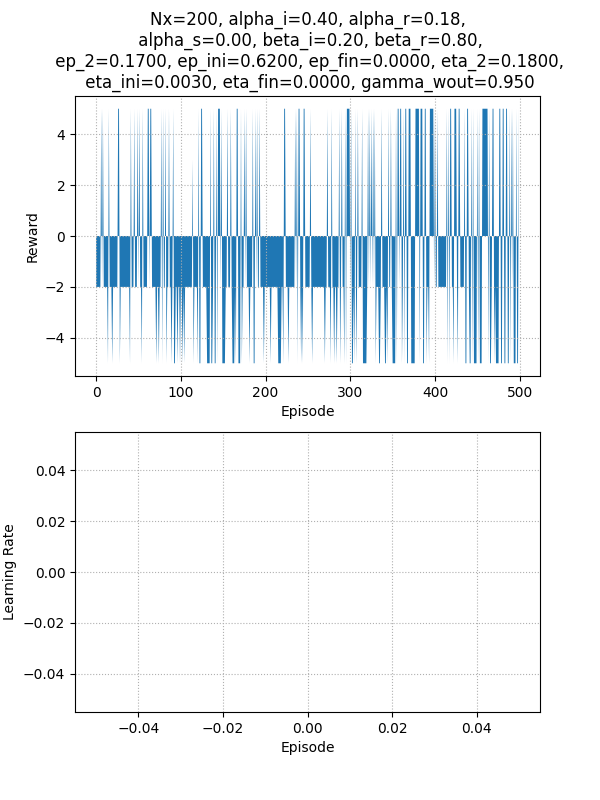 Nx=200, alpha_i=0.40, alpha_r=0.18,
alpha_s=0.00, beta_i=0.20, beta_r=0.80,
ep_2=0.1700, ep_ini=0.6200, ep_fin=0.0000, eta_2=0.1800,
eta_ini=0.0030, eta_fin=0.0000, gamma_wout=0.950
4
2
0
−2
−4
Reward
0 100 200 300 400 500
Episode
0.04
0.02
0.00
−0.02
−0.04
Learning Rate
−0.04 −0.02 0.00 0.02 0.04
Episode